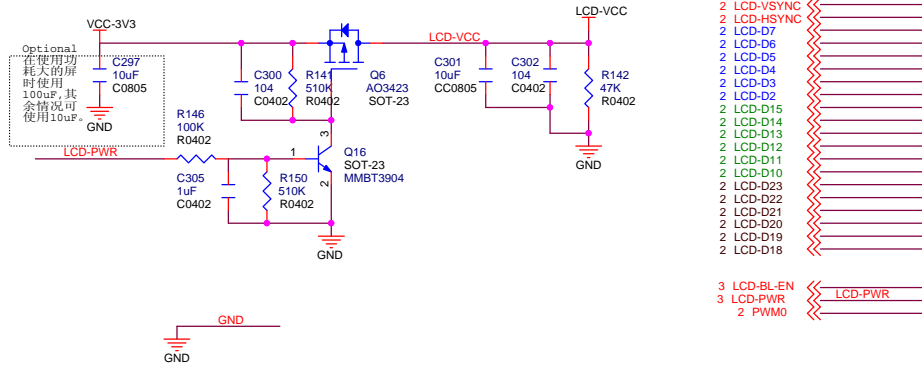 VCC-3V3
Optional
在使用功
耗大的屏
时使用
100uF,其
余情况可
使用10uF。
C297
10uF
C0805
GND
C300
104
C0402
R141
510K
R0402
Q6
AO3423
SOT-23
LCD-VCC
LCD-VCC
C301
10uF
CC0805
C302
104
C0402
R142
47K
R0402
GND
R146
100K
R0402
LCD-PWR
C305
1uF
C0402
R150
510K
R0402
1
3
2
Q16
SOT-23
MMBT3904
GND
GND
GND
2 LCD-VSYNC
2 LCD-HSYNC
2 LCD-D7
2 LCD-D6
2 LCD-D5
2 LCD-D4
2 LCD-D3
2 LCD-D2
2 LCD-D15
2 LCD-D14
2 LCD-D13
2 LCD-D12
2 LCD-D11
2 LCD-D10
2 LCD-D23
2 LCD-D22
2 LCD-D21
2 LCD-D20
2 LCD-D19
2 LCD-D18
3 LCD-BL-EN
3 LCD-PWR LCD-PWR
2 PWM0